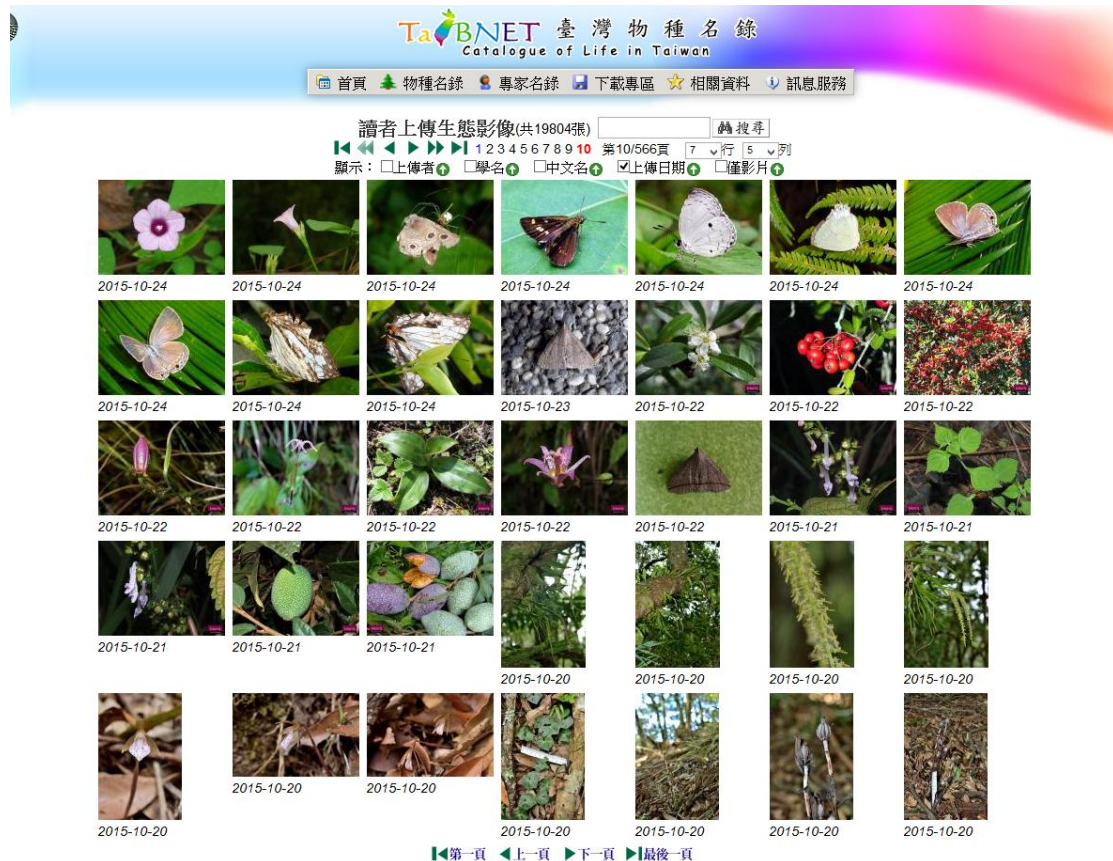 TaiBNET 臺灣物種名錄
Catalogue of Life in Taiwan
首頁 物種名錄 專家名錄 下載專區 相關資料 訊息服務
讀者上傳生態影像(共19804張) 搜尋
1 2 3 4 5 6 7 8 9 10 第10/566頁 7 行 5 列
顯示： 上傳者 學名 中文名 上傳日期 僅影片
2015-10-24 2015-10-24 2015-10-24 2015-10-24 2015-10-24 2015-10-24 2015-10-24
2015-10-24 2015-10-24 2015-10-24 2015-10-23 2015-10-22 2015-10-22 2015-10-22
2015-10-22 2015-10-22 2015-10-22 2015-10-22 2015-10-22 2015-10-21 2015-10-21
2015-10-21 2015-10-21 2015-10-21 2015-10-20 2015-10-20 2015-10-20 2015-10-20
2015-10-20 2015-10-20 2015-10-20 2015-10-20 2015-10-20 2015-10-20 2015-10-20
第一頁 上一頁 下一頁 最後一頁